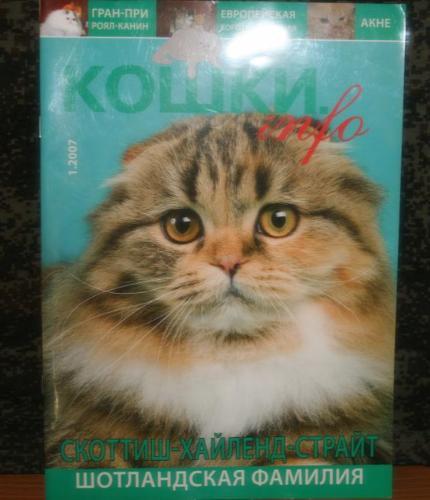 ГРАН-ПРИ
РОЯЛ-КАНИН
ЕВРОПЕЙСКАЯ
АКНЕ
КОШКИ.
info
1.2007
СКОТТИШ-ХАЙЛЕНД-СТРАЙТ
ШОТЛАНДСКАЯ ФАМИЛИЯ